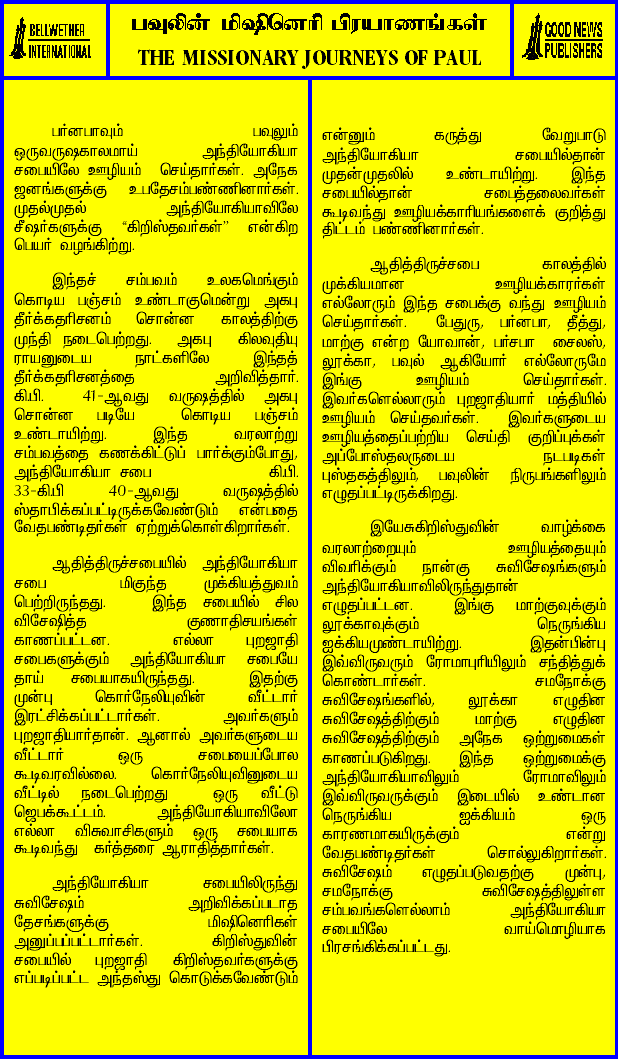 BELLWETHER
INTERNATIONAL
பவுலின் மிஷினெரி பிரயாணங்கள்
THE MISSIONARY JOURNEYS OF PAUL
GOOD NEWS
PUBLISHERS
பர்னபாவும் பவுலும்
ஒருவருஷகாலமாய் அந்தியோகியா
சபையிலே ஊழியம் செய்தார்கள். அநேக
ஜனங்களுக்கு உபதேசம்பண்ணினார்கள்.
முதல்முதல் அந்தியோகியாவிலே
சீஷர்களுக்கு “கிறிஸ்தவர்கள்” என்கிற
பெயர் வழங்கிற்று.
இந்தச் சம்பவம் உலகமெங்கும்
கொடிய பஞ்சம் உண்டாகுமென்று அகபு
தீர்க்கதரிசனம் சொன்ன காலத்திற்கு
முந்தி நடைபெற்றது. அகபு கிலவுதியு
ராயனுடைய நாட்களிலே இந்தத்
தீர்க்கதரிசனத்தை அறிவித்தார்.
கி.பி. 41-ஆவது வருஷத்தில் அகபு
சொன்ன படியே கொடிய பஞ்சம்
உண்டாயிற்று. இந்த வரலாற்று
சம்பவத்தை கணக்கிட்டுப் பார்க்கும்போது,
அந்தியோகியா சபை கி.பி.
33-கி.பி 40-ஆவது வருஷத்தில்
ஸ்தாபிக்கப்பட்டிருக்கவேண்டும் என்பதை
வேதபண்டிதர்கள் ஏற்றுக்கொள்கிறார்கள்.
ஆதித்திருச்சபையில் அந்தியோகியா
சபை மிகுந்த முக்கியத்துவம்
பெற்றிருந்தது. இந்த சபையில் சில
விசேஷித்த குணாதிசயங்கள்
காணப்பட்டன. எல்லா புறஜாதி
சபைகளுக்கும் அந்தியோகியா சபையே
தாய் சபையாகயிருந்தது. இதற்கு
முன்பு கொர்நேலியுவின் வீட்டார்
இரட்சிக்கப்பட்டார்கள். அவர்களும்
புறஜாதியார்தான். ஆனால் அவர்களுடைய
வீட்டார் ஒரு சபையைப்போல
கூடிவரவில்லை. கொர்நேலியுவினுடைய
வீட்டில் நடைபெற்றது ஒரு வீட்டு
ஜெபக்கூட்டம். அந்தியோகியாவிலோ
எல்லா விசுவாசிகளும் ஒரு சபையாக
கூடிவந்து கர்த்தரை ஆராதித்தார்கள்.
அந்தியோகியா சபையிலிருந்து
சுவிசேஷம் அறிவிக்கப்படாத
தேசங்களுக்கு மிஷினெரிகள்
அனுப்பப்பட்டார்கள். கிறிஸ்துவின்
சபையில் புறஜாதி கிறிஸ்தவர்களுக்கு
எப்படிப்பட்ட அந்தஸ்து கொடுக்கவேண்டும்
என்னும் கருத்து வேறுபாடு
அந்தியோகியா சபையில்தான்
முதன்முதலில் உண்டாயிற்று. இந்த
சபையில்தான் சபைத்தலைவர்கள்
கூடிவந்து ஊழியக்காரியங்களைக் குறித்து
திட்டம் பண்ணினார்கள்.
ஆதித்திருச்சபை காலத்தில்
முக்கியமான ஊழியக்காரர்கள்
எல்லோரும் இந்த சபைக்கு வந்து ஊழியம்
செய்தார்கள். பேதுரு, பர்னபா, தீத்து,
மாற்கு என்ற யோவான், பர்சபா சைலஸ்,
லூக்கா, பவுல் ஆகியோர் எல்லோருமே
இங்கு ஊழியம் செய்தார்கள்.
இவர்களெல்லாரும் புறஜாதியார் மத்தியில்
ஊழியம் செய்தவர்கள். இவர்களுடைய
ஊழியத்தைப்பற்றிய செய்தி குறிப்புக்கள்
அப்போஸ்தலருடைய நடபடிகள்
புஸ்தகத்திலும், பவுலின் நிருபங்களிலும்
எழுதப்பட்டிருக்கிறது.
இயேசுகிறிஸ்துவின் வாழ்க்கை
வரலாற்றையும் ஊழியத்தையும்
விவரிக்கும் நான்கு சுவிசேஷங்களும்
அந்தியோகியாவிலிருந்துதான்
எழுதப்பட்டன. இங்கு மாற்குவுக்கும்
லூக்காவுக்கும் நெருங்கிய
ஐக்கியமுண்டாயிற்று. இதன்பின்பு
இவ்விருவரும் ரோமாபுரியிலும் சந்தித்துக்
கொண்டார்கள். சமநோக்கு
சுவிசேஷங்களில், லூக்கா எழுதின
சுவிசேஷத்திற்கும் மாற்கு எழுதின
சுவிசேஷத்திற்கும் அநேக ஒற்றுமைகள்
காணப்படுகிறது. இந்த ஒற்றுமைக்கு
அந்தியோகியாவிலும் ரோமாவிலும்
இவ்விருவருக்கும் இடையில் உண்டான
நெருங்கிய ஐக்கியம் ஒரு
காரணமாகயிருக்கும் என்று
வேதபண்டிதர்கள் சொல்லுகிறார்கள்.
சுவிசேஷம் எழுதப்படுவதற்கு முன்பு,
சமநோக்கு சுவிசேஷத்திலுள்ள
சம்பவங்களெல்லாம் அந்தியோகியா
சபையிலே வாய்மொழியாக
பிரசங்கிக்கப்பட்டது.